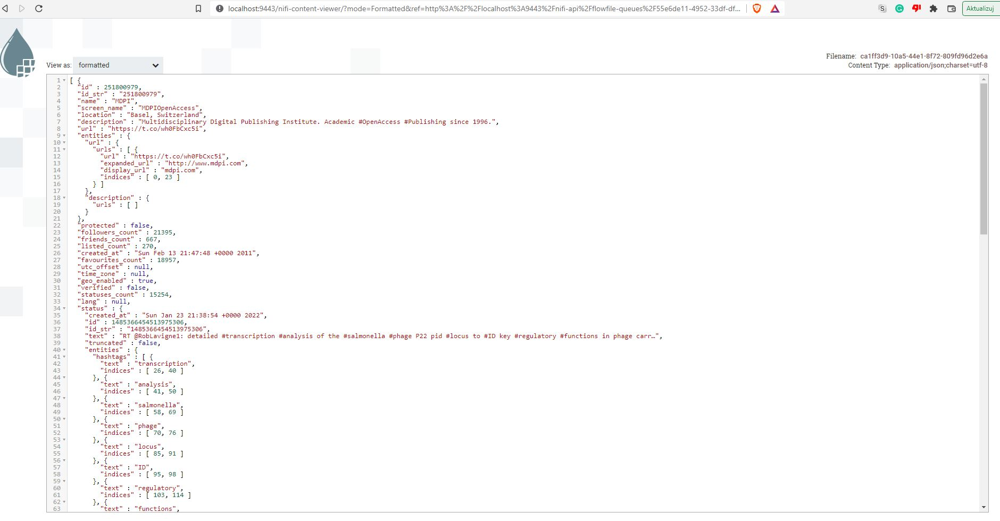 localhost:9443/nifi-content-viewer/?mode=Formatted&ref=http%3A%2F%2Flocalhost%3A9443%2Fnifi-api%2Fflowfile-queues%2F55e6de11-4952-33df-df...
S
G
Aktualizuj
Filename: ca1ff3d9-10a5-44e1-8f72-809fd96d2e6a
View as: formatted
Content Type: application/json;charset=utf-8
1 [ {
2 "id" : 251800979,
3 "id_str" : "251800979",
4 "name" : "MDPI",
5 "screen_name" : "MDPIOpenAccess",
6 "location" : "Basel, Switzerland",
7 "description" : "Multidisciplinary Digital Publishing Institute. Academic #OpenAccess #Publishing since 1996.",
8 "url" : "https://t.co/wh0FbCxc5i",
9 "entities" : {
10 "url" : {
11 "urls" : [ {
12 "url" : "https://t.co/wh0FbCxc5i",
13 "expanded_url" : "http://www.mdpi.com",
14 "display_url" : "mdpi.com",
15 "indices" : [ 0, 23 ]
16 } ]
17 },
18 "description" : {
19 "urls" : [ ]
20 }
21 },
22 "protected" : false,
23 "followers_count" : 21395,
24 "friends_count" : 667,
25 "listed_count" : 270,
26 "created_at" : "Sun Feb 13 21:47:48 +0000 2011",
27 "favourites_count" : 18957,
28 "utc_offset" : null,
29 "time_zone" : null,
30 "geo_enabled" : true,
31 "verified" : false,
32 "statuses_count" : 15254,
33 "lang" : null,
34 "status" : {
35 "created_at" : "Sun Jan 23 21:38:54 +0000 2022",
36 "id" : 1485366454513975306,
37 "id_str" : "1485366454513975306",
38 "text" : "RT @RobLavigne1: detailed #transcription #analysis of the #salmonella #phage P22 pid #locus to #ID key #regulatory #functions in phage carr…",
39 "truncated" : false,
40 "entities" : {
41 "hashtags" : [ {
42 "text" : "transcription",
43 "indices" : [ 26, 40 ]
44 }, {
45 "text" : "analysis",
46 "indices" : [ 41, 50 ]
47 }, {
48 "text" : "salmonella",
49 "indices" : [ 58, 69 ]
50 }, {
51 "text" : "phage",
52 "indices" : [ 70, 76 ]
53 }, {
54 "text" : "locus",
55 "indices" : [ 85, 91 ]
56 }, {
57 "text" : "ID",
58 "indices" : [ 95, 98 ]
59 }, {
60 "text" : "regulatory",
61 "indices" : [ 103, 114 ]
62 }, {
63 "text" : "functions",